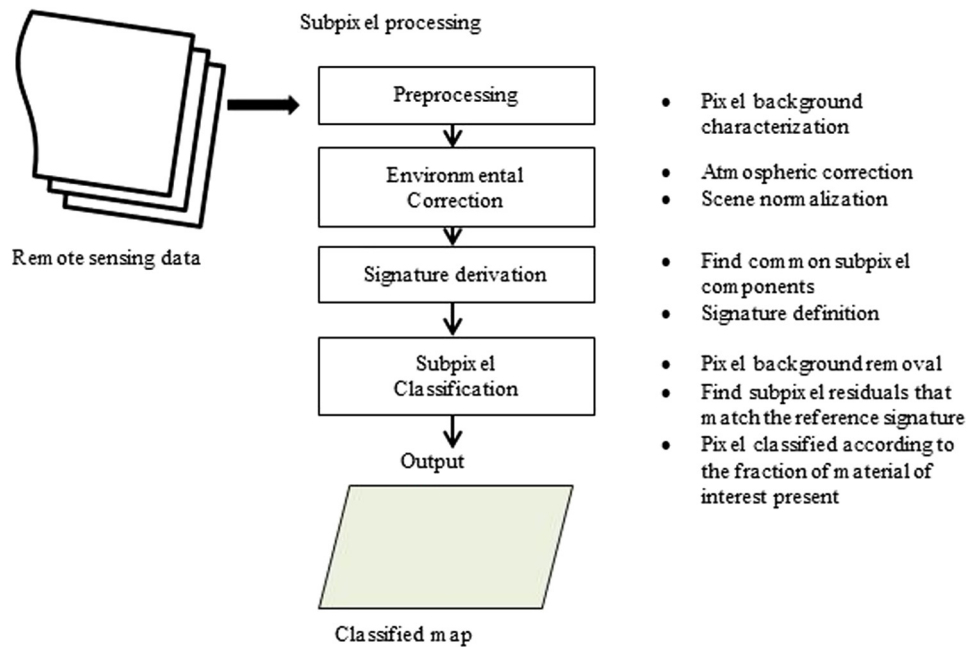 Subpixel processing
Remote sensing data
Preprocessing
Environmental
Correction
Signature derivation
Subpixel
Classification
Output
Classified map
• Pixel background
characterization
• Atmospheric correction
• Scene normalization
• Find common subpixel
components
• Signature definition
• Pixel background removal
• Find subpixel residuals that
match the reference signature
• Pixel classified according to
the fraction of material of
interest present